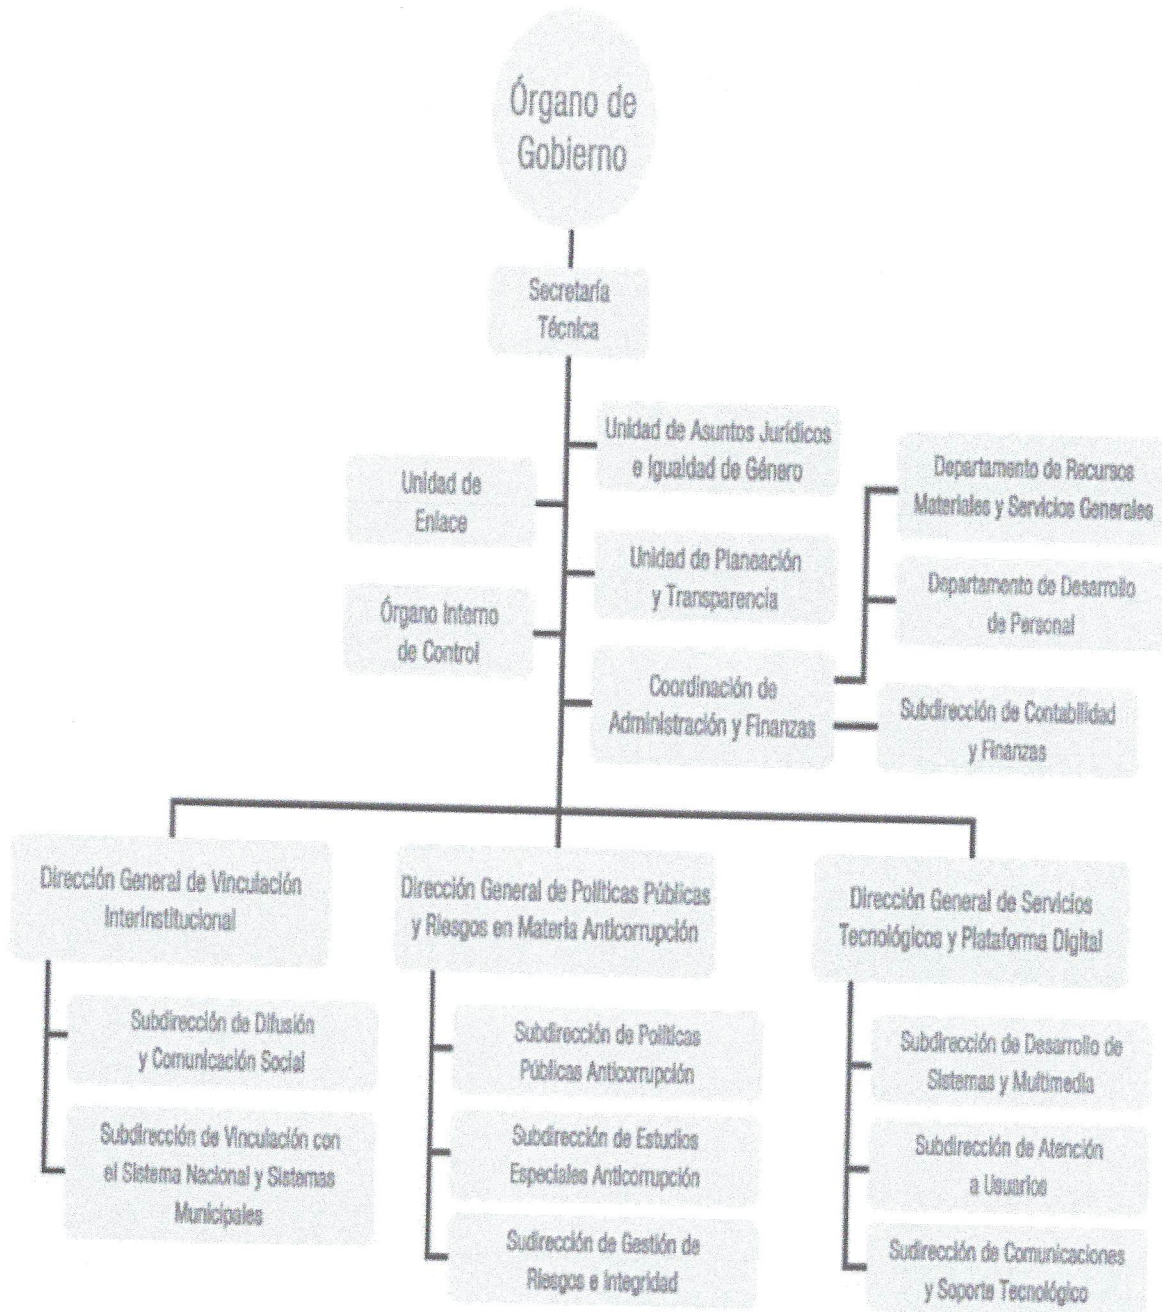 Órgano de
Gobierno
Secretaría
Técnica
Unidad de Asuntos Jurídicos
e Igualdad de Género
Unidad de
Enlace
Departamento de Recursos
Materiales y Servicios Generales
Unidad de Planeación
y Transparencia
Departamento de Desarrollo
de Personal
Órgano Interno
de Control
Coordinación de
Administración y Finanzas
Subdirección de Contabilidad
y Finanzas
Dirección General de Vinculación
Interinstitucional
Subdirección de Difusión
y Comunicación Social
Subdirección de Vinculación con
el Sistema Nacional y Sistemas
Municipales
Dirección General de Políticas Públicas
y Riesgos en Materia Anticorrupción
Subdirección de Políticas
Públicas Anticorrupción
Subdirección de Estudios
Especiales Anticorrupción
Sudirección de Gestión de
Riesgos e Integridad
Dirección General de Servicios
Tecnológicos y Plataforma Digital
Subdirección de Desarrollo de
Sistemas y Multimedia
Subdirección de Atención
a Usuarios
Sudirección de Comunicaciones
y Soporte Tecnológico